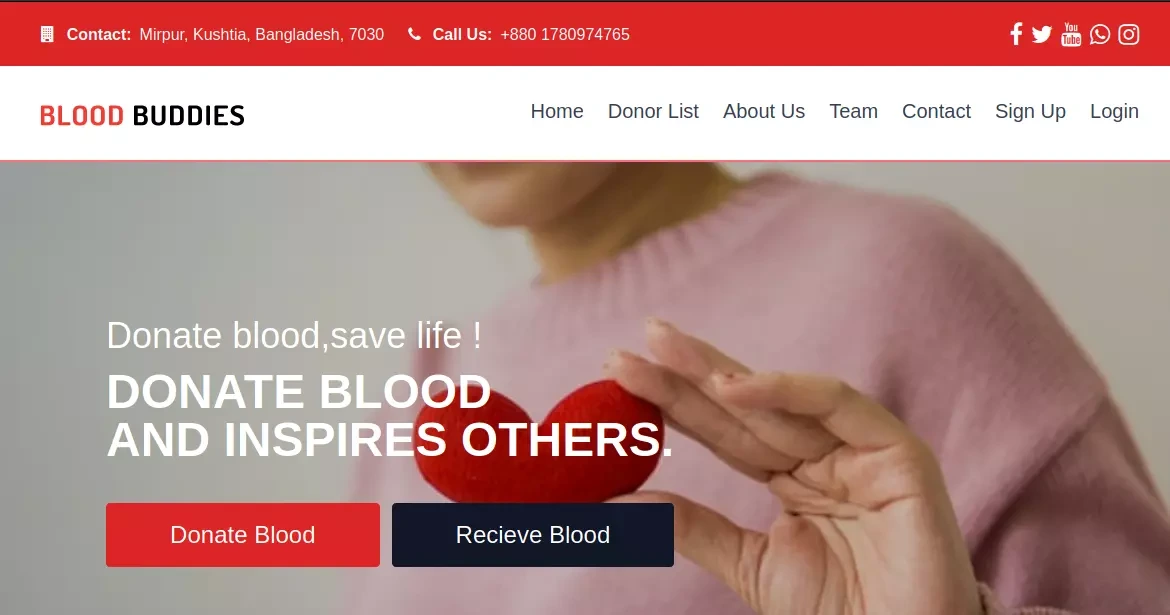 Contact: Mirpur, Kushtia, Bangladesh, 7030 Call Us: +880 1780974765
You
Tube
BLOOD BUDDIES
Home Donor List About Us Team Contact Sign Up Login
Donate blood,save life !
DONATE BLOOD
AND INSPIRES OTHERS.
Donate Blood Recieve Blood